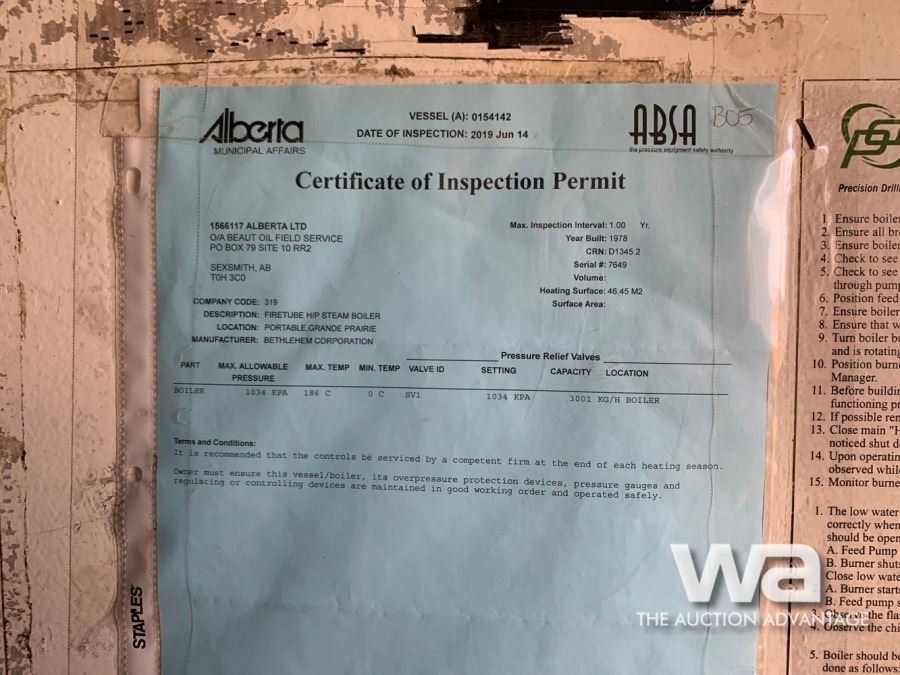 Alberta
MUNICIPAL AFFAIRS
VESSEL (A): 0154142
DATE OF INSPECTION: 2019 Jun 14
ABSA
the pressure equipment safety authority
B05
Certificate of Inspection Permit
1566117 ALBERTA LTD
O/A BEAUT OIL FIELD SERVICE
PO BOX 79 SITE 10 RR2
SEXSMITH, AB
T0H 3C0
Max. Inspection Interval: 1.00 Yr.
Year Built: 1978
CRN: D1345.2
Serial #: 7649
Volume:
Heating Surface: 46.45 M2
Surface Area:
COMPANY CODE: 319
DESCRIPTION: FIRETUBE H/P STEAM BOILER
LOCATION: PORTABLE,GRANDE PRAIRIE
MANUFACTURER: BETHLEHEM CORPORATION
Pressure Relief Valves
PART MAX. ALLOWABLE PRESSURE MAX. TEMP MIN. TEMP VALVE ID SETTING CAPACITY LOCATION
BOILER 1034 KPA 186 C 0 C SV1 1034 KPA 3001 KG/H BOILER
Terms and Conditions:
It is recommended that the controls be serviced by a competent firm at the end of each heating season.
Owner must ensure this vessel/boiler, its overpressure protection devices, pressure gauges and
regulating or controlling devices are maintained in good working order and operated safely.
STAPLES
Precision Drilli
1. Ensure boiler
2. Ensure all br
3. Ensure boiler
4. Check to see
5. Check to see
through pump
6. Position feed
7. Ensure boiler
8. Ensure that w
9. Turn boiler bu
and is rotating
10. Position burne
Manager.
11. Before buildin
functioning pr
12. If possible ren
13. Close main "H
noticed shut d
14. Upon operatin
observed while
15. Monitor burne
1. The low water
correctly when
should be open
A. Feed Pump
B. Burner shuts
Close low wate
A. Burner starts
B. Feed pump s
3. Observe the fla
4. Observe the chi
5. Boiler should be
done as follows:
wa
THE AUCTION ADVANTAGE